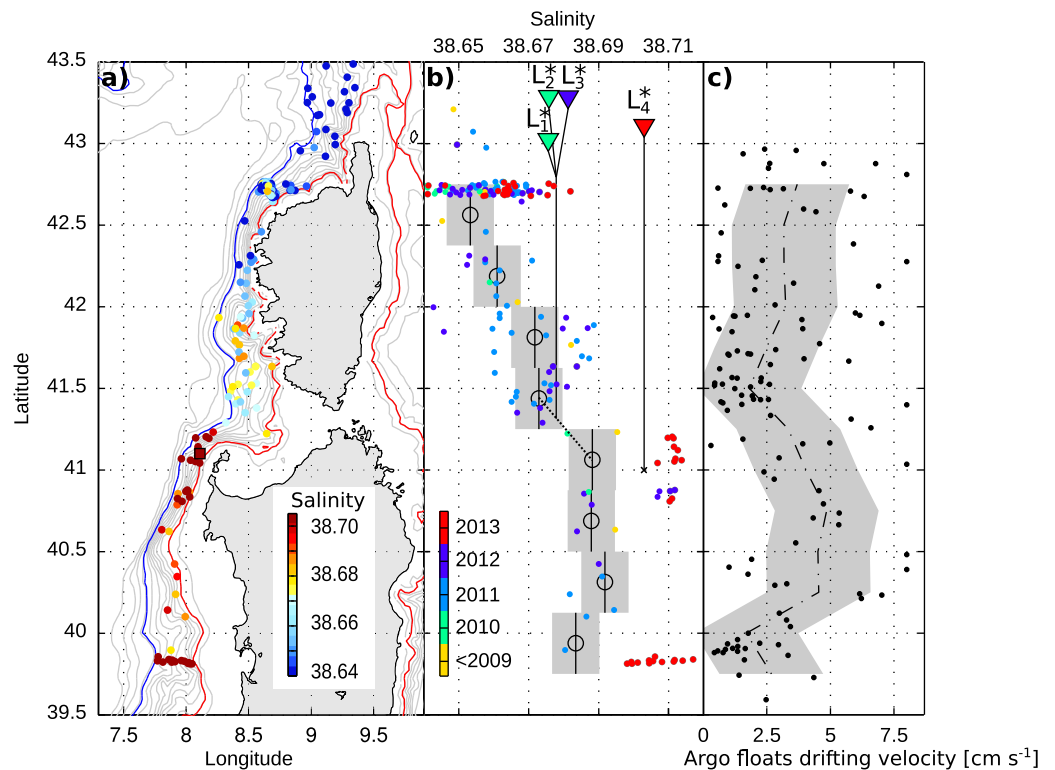 Salinity
38.65 38.67 38.69 38.71
43.5 a) b) L*2 L*3 c)
L*1 L*4
43
42.5
42
Latitude
41.5
41
Salinity
38.70
38.68
38.66
38.64
2013
2012
2011
2010
<2009
40.5
40
39.5
7.5 8 8.5 9 9.5 0 2.5 5 7.5
Longitude Argo floats drifting velocity [cm s⁻¹]